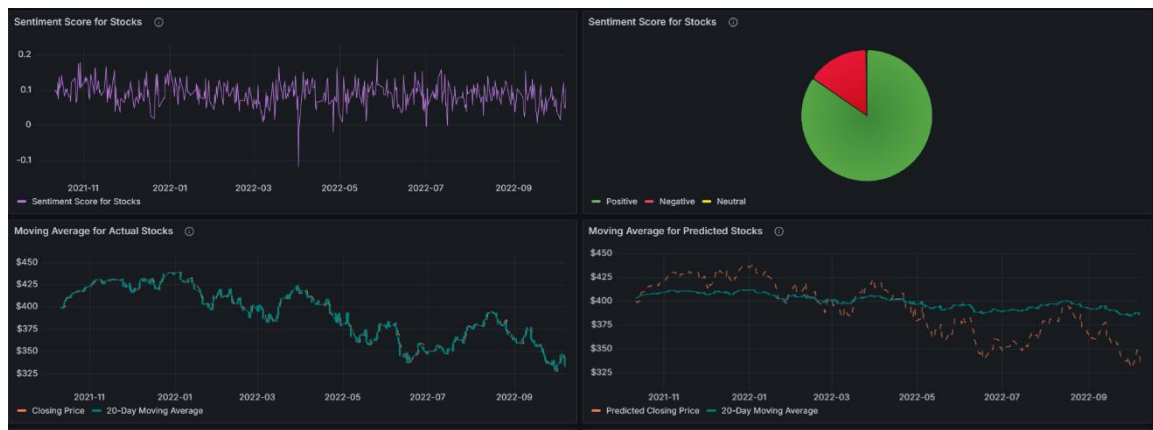 Sentiment Score for Stocks
0.2
0.1
0
-0.1
2021-11 2022-01 2022-03 2022-05 2022-07 2022-09
Sentiment Score for Stocks
Sentiment Score for Stocks
Positive Negative Neutral
Moving Average for Actual Stocks
$450
$425
$400
$375
$350
$325
2021-11 2022-01 2022-03 2022-05 2022-07 2022-09
Closing Price 20-Day Moving Average
Moving Average for Predicted Stocks
$450
$425
$400
$375
$350
$325
2021-11 2022-01 2022-03 2022-05 2022-07 2022-09
Predicted Closing Price 20-Day Moving Average